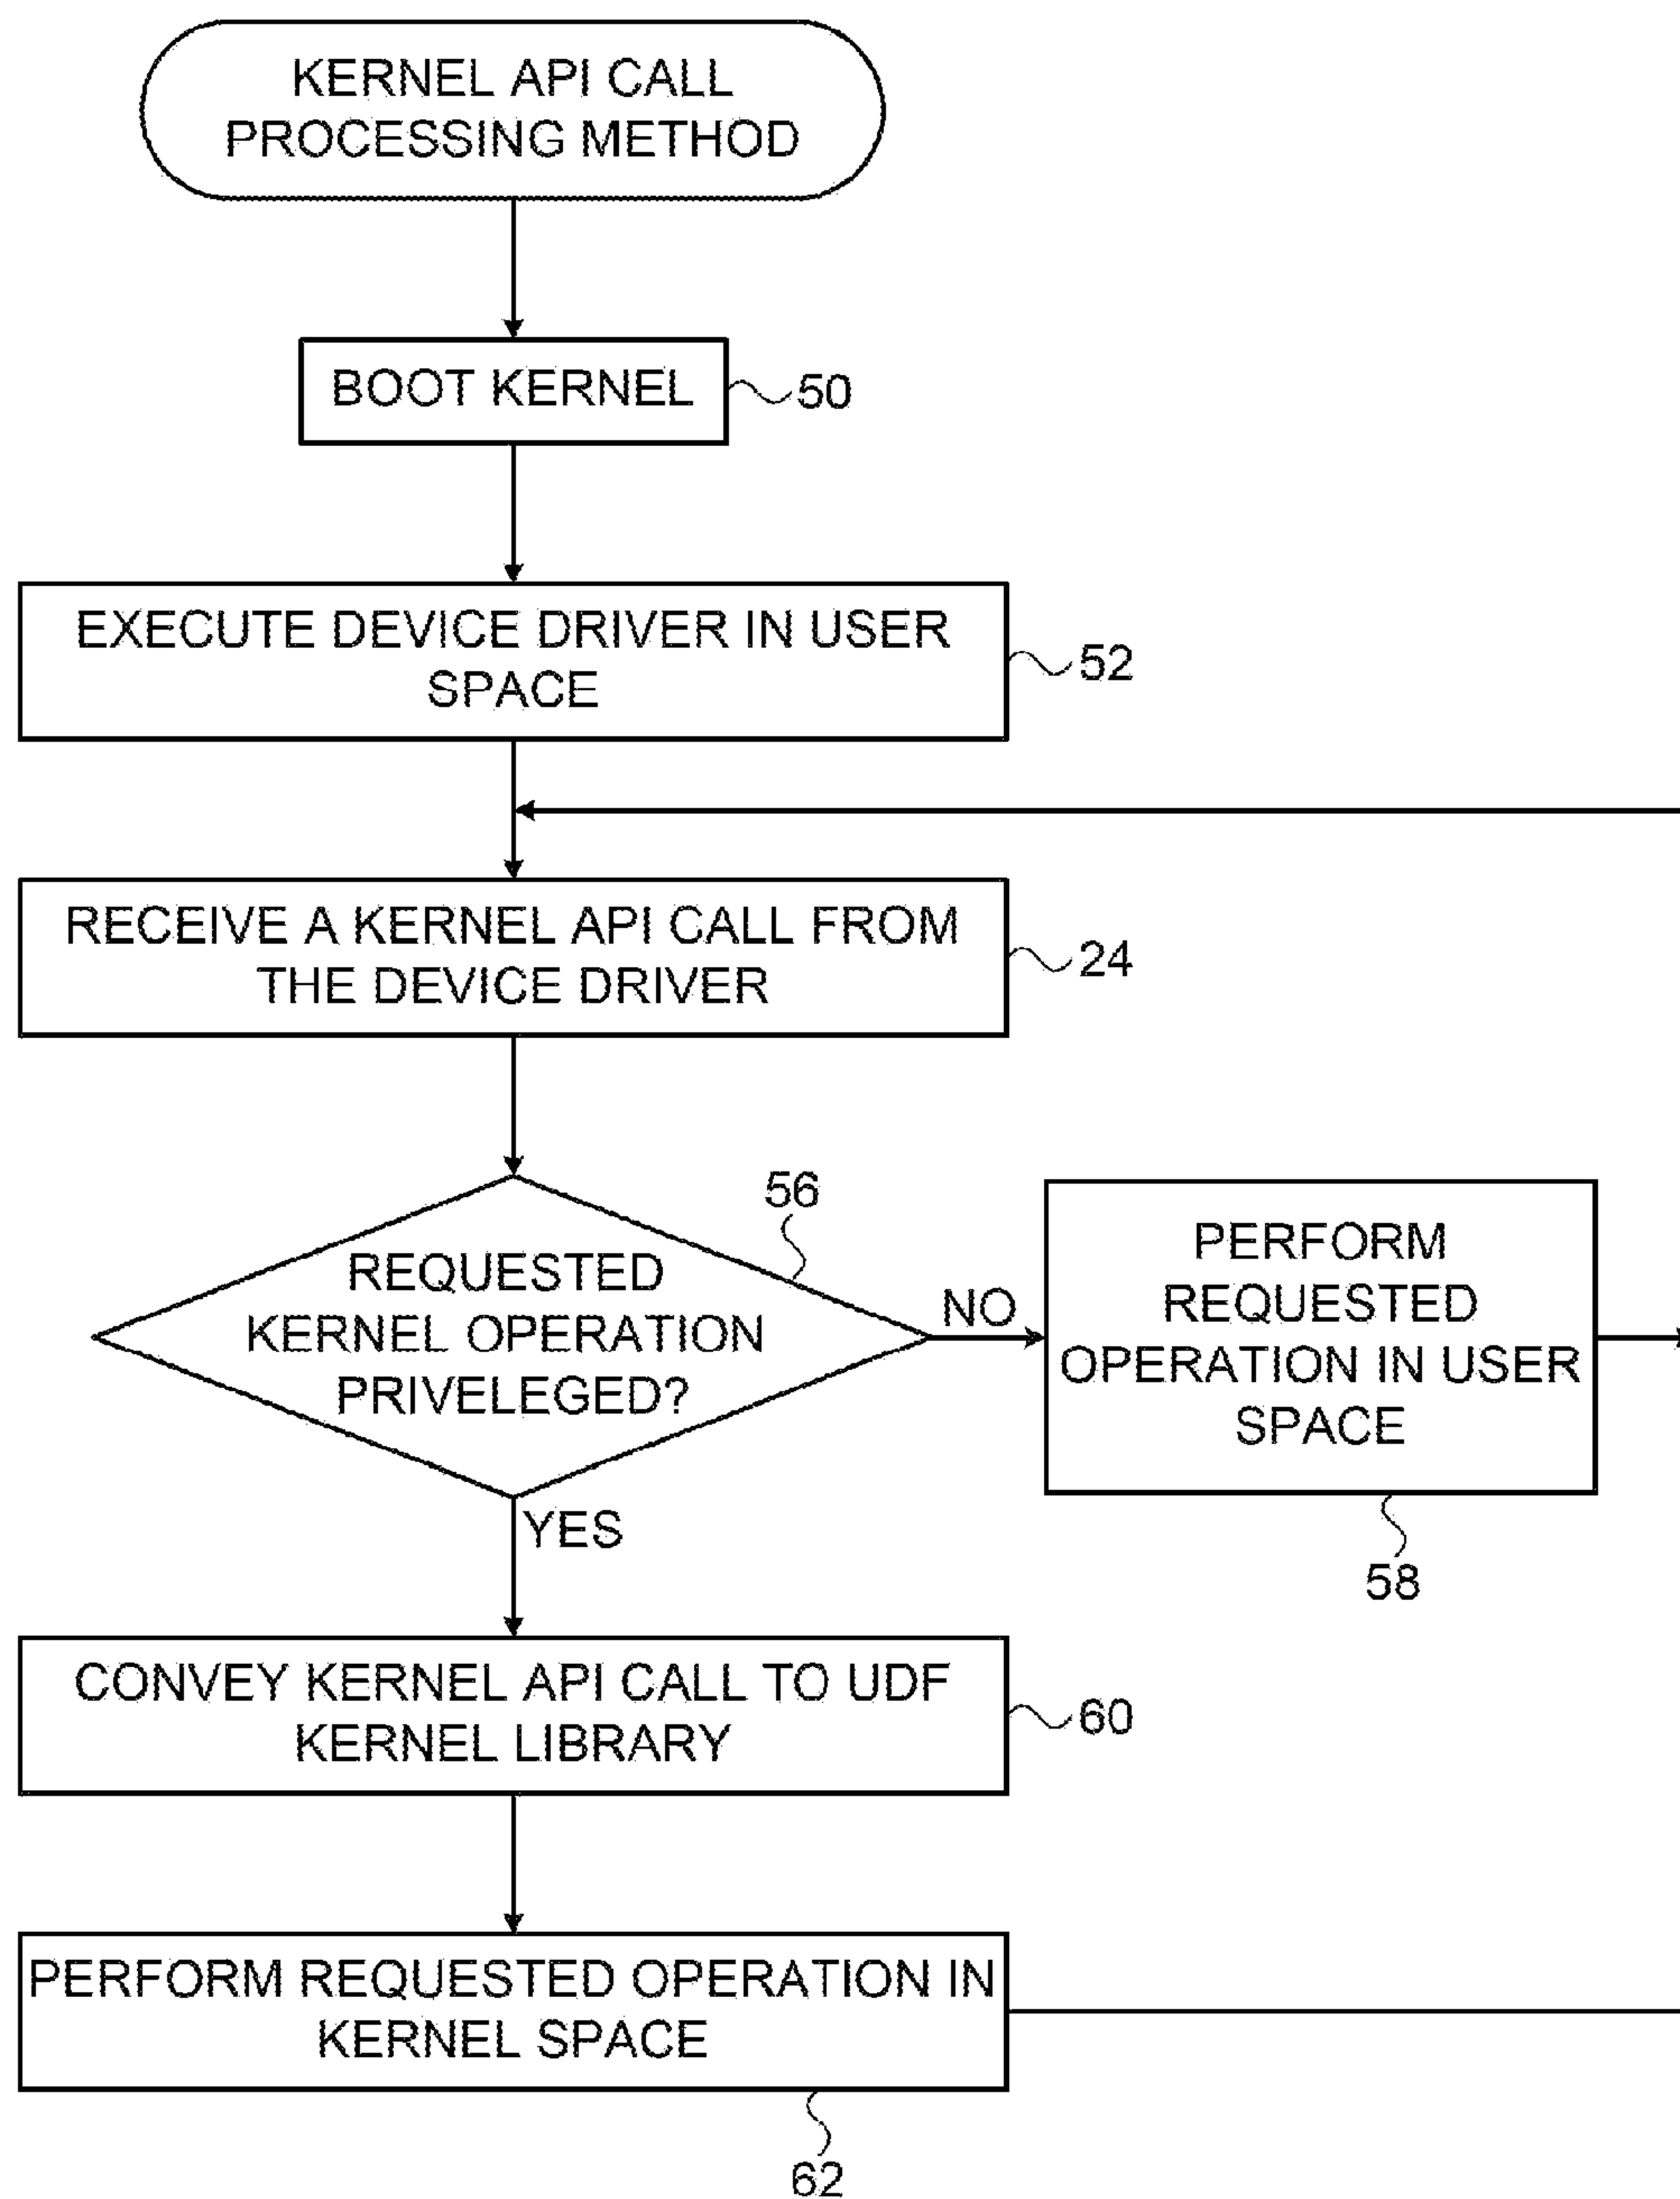 KERNEL API CALL
PROCESSING METHOD
BOOT KERNEL
50
EXECUTE DEVICE DRIVER IN USER
SPACE
52
RECEIVE A KERNEL API CALL FROM
THE DEVICE DRIVER
24
56
REQUESTED
KERNEL OPERATION
PRIVELEGED?
NO
PERFORM
REQUESTED
OPERATION IN USER
SPACE
58
YES
CONVEY KERNEL API CALL TO UDF
KERNEL LIBRARY
60
PERFORM REQUESTED OPERATION IN
KERNEL SPACE
62